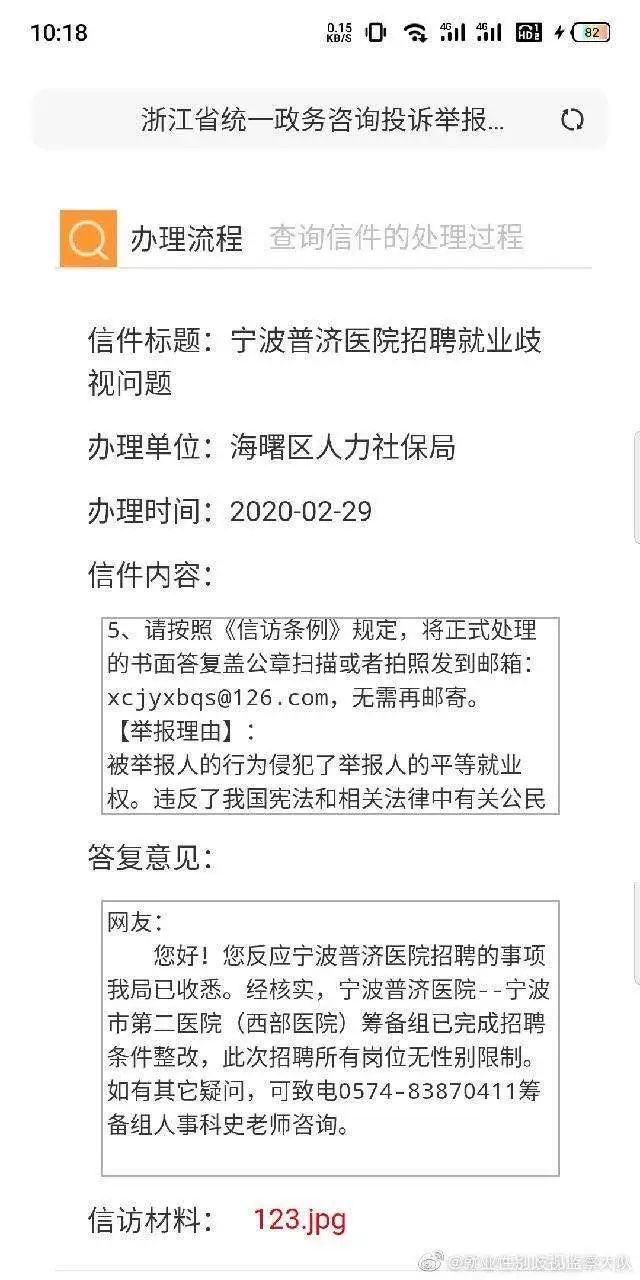 10:18
0.15 KB/S 4G 4G HD 1 2 82
浙江省统一政务咨询投诉举报...
办理流程 查询信件的处理过程
信件标题：宁波普济医院招聘就业歧
视问题
办理单位：海曙区人力社保局
办理时间：2020-02-29
信件内容：
5、请按照《信访条例》规定，将正式处理
的书面答复盖公章扫描或者拍照发到邮箱：
xcjyxbqs@126.com，无需再邮寄。
【举报理由】：
被举报人的行为侵犯了举报人的平等就业
权。违反了我国宪法和相关法律中有关公民
答复意见：
网友：
您好！您反应宁波普济医院招聘的事项
我局已收悉。经核实，宁波普济医院--宁波
市第二医院（西部医院）筹备组已完成招聘
条件整改，此次招聘所有岗位无性别限制。
如有其它疑问，可致电0574-83870411筹
备组人事科史老师咨询。
信访材料： 123.jpg
@就业性别歧视监察大队